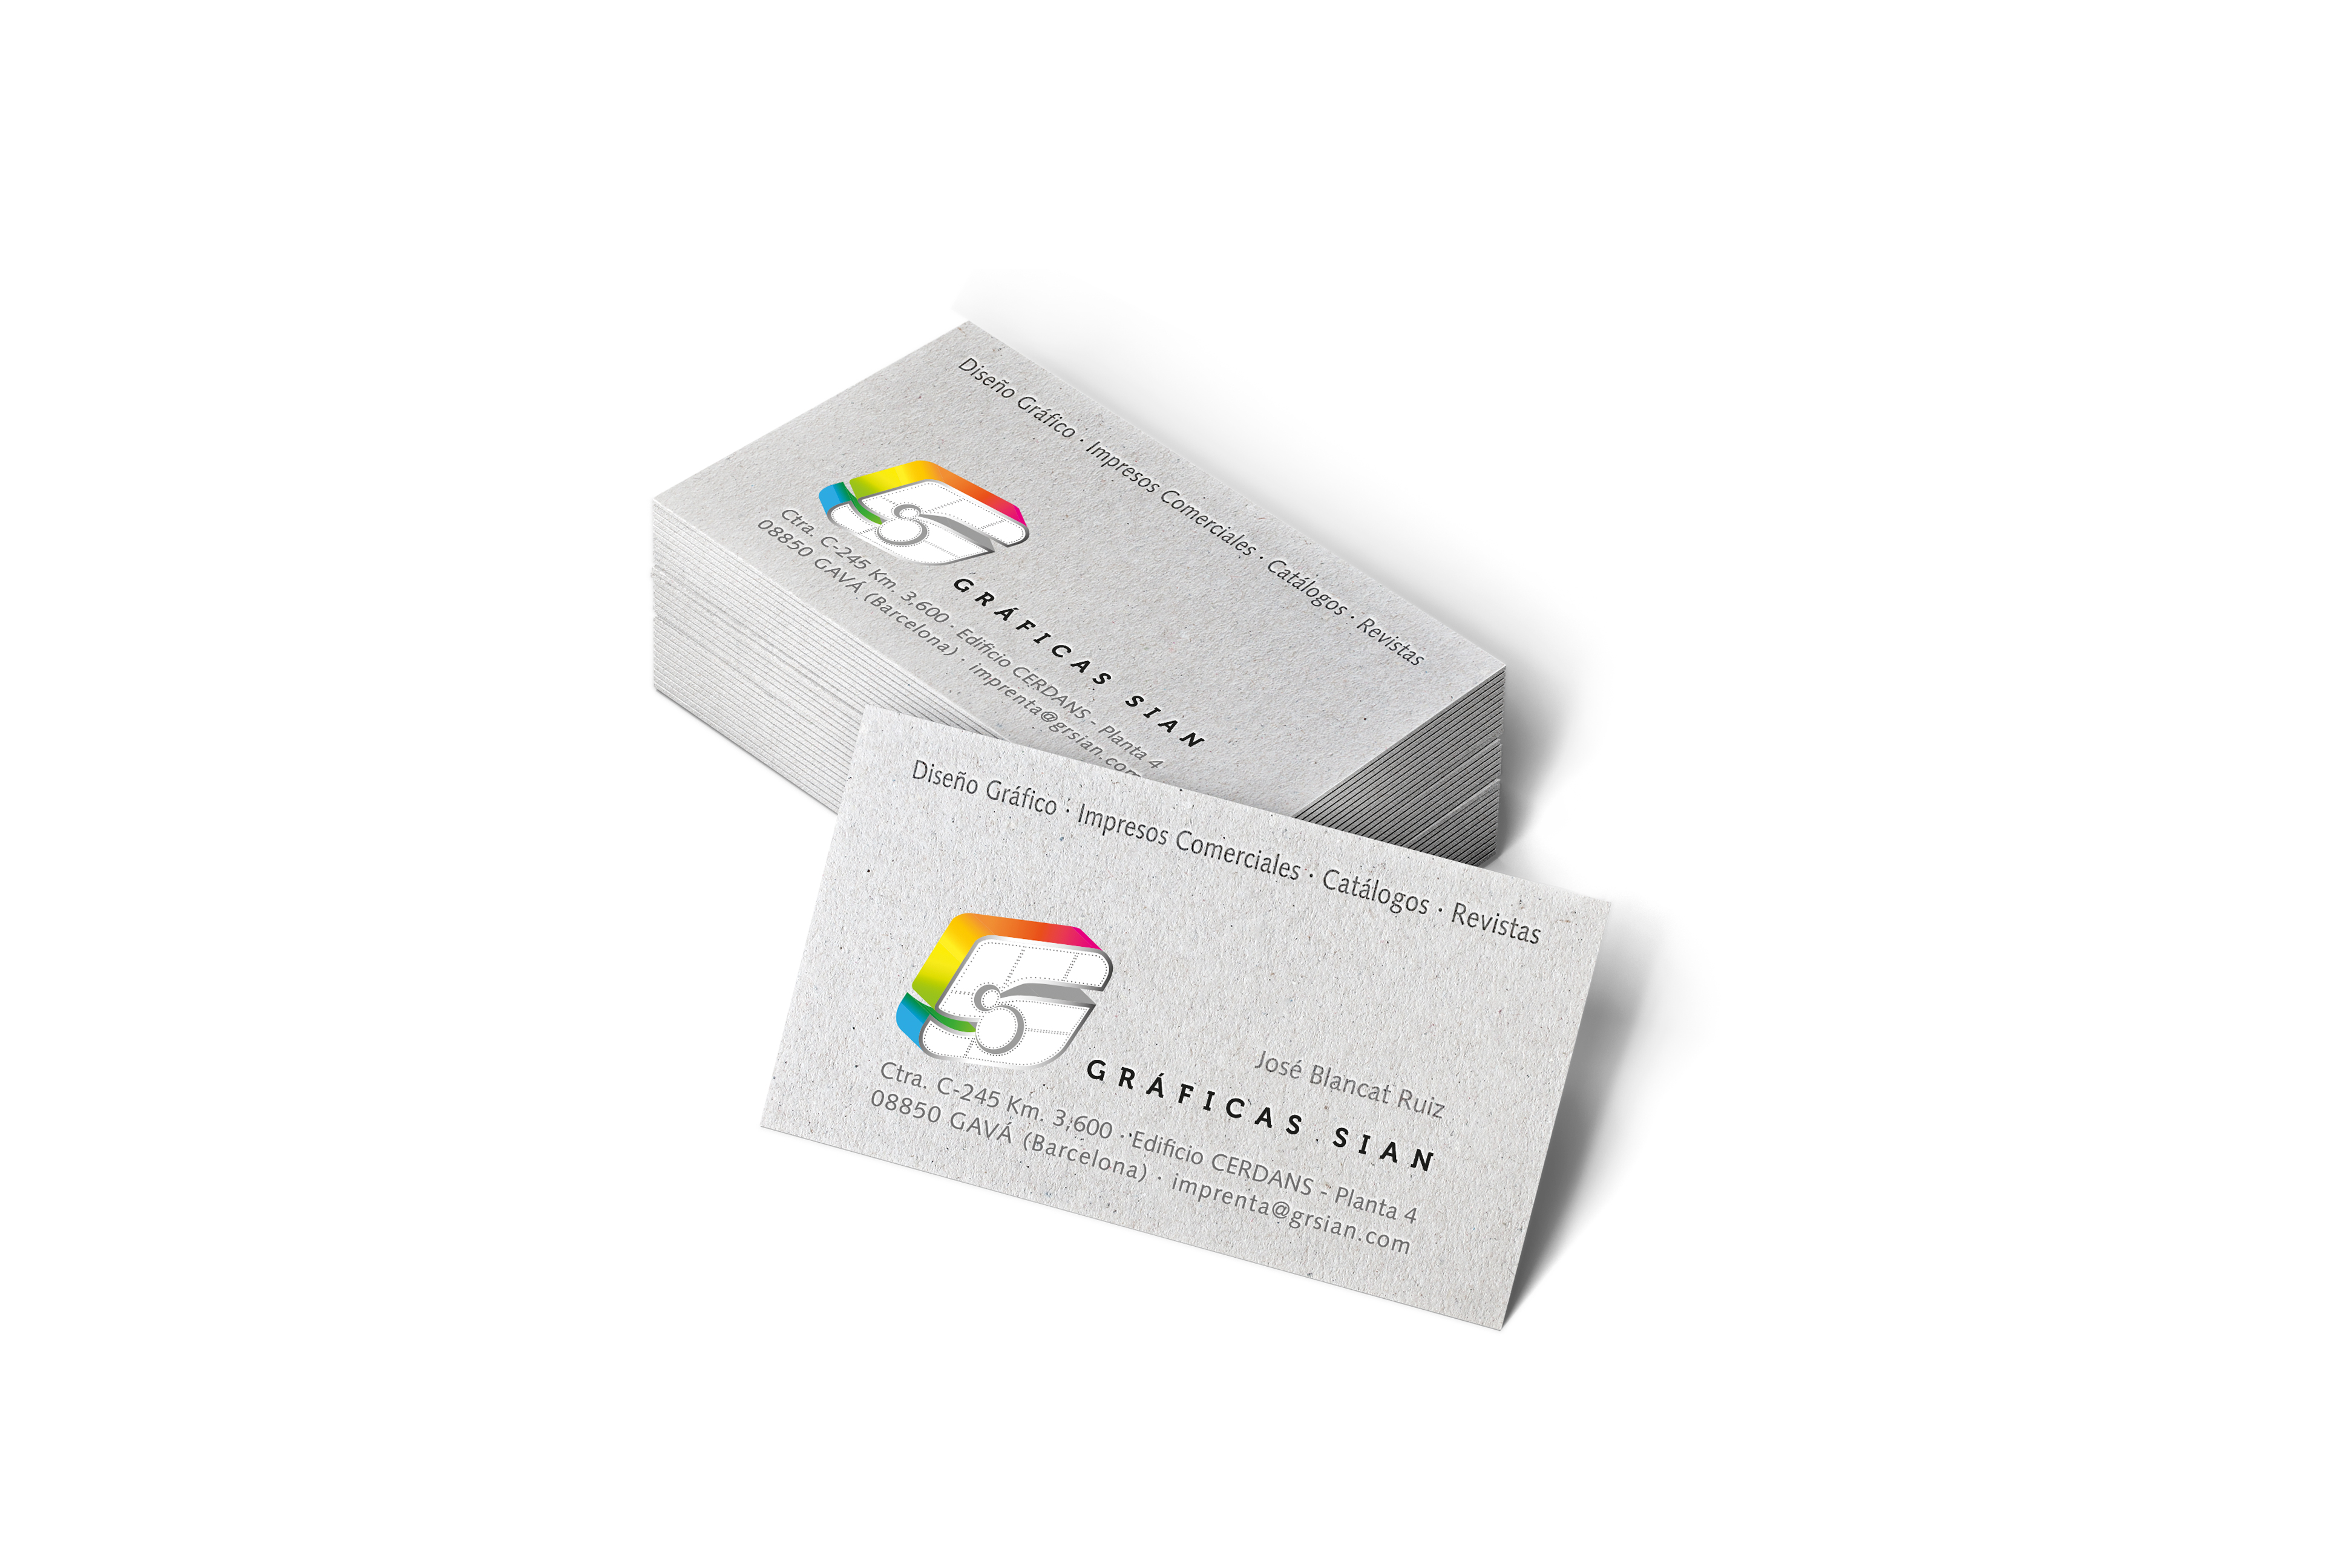 Diseño Gráfico · Impresos Comerciales · Catálogos · Revistas
GRÁFICAS SIAN
Ctra. C-245 Km. 3,600 · Edificio CERDANS - Planta 4
08850 GAVÁ (Barcelona) · imprenta@grsian.com
Diseño Gráfico · Impresos Comerciales · Catálogos · Revistas
José Blancat Ruiz
GRÁFICAS SIAN
Ctra. C-245 Km. 3,600 · Edificio CERDANS - Planta 4
08850 GAVÁ (Barcelona) · imprenta@grsian.com